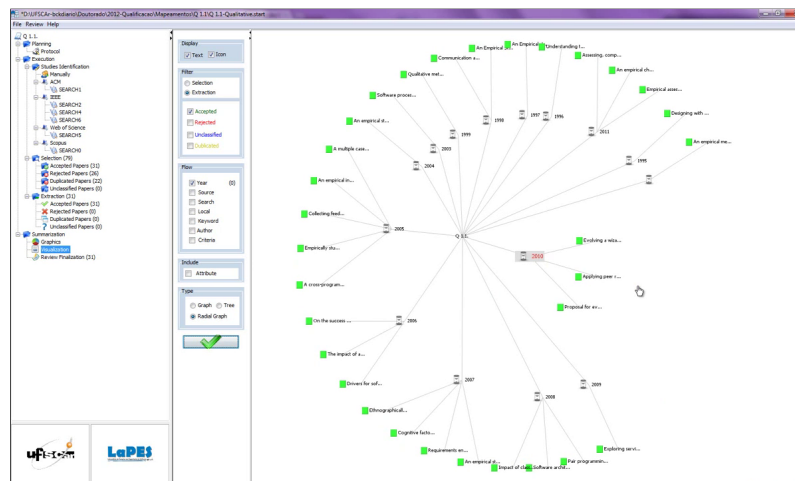 *D:\UFSCAr-bckdiario\Doutorado\2012-Qualificacao\Mapeamentos\Q 1.1\Q 1.1-Qualitative.start
File Review Help
Q 1.1.
Planning
Protocol
Execution
Studies Identification
Manually
ACM
SEARCH1
IEEE
SEARCH2
SEARCH4
SEARCH6
Web of Science
SEARCH5
Scopus
SEARCH0
Selection (79)
Accepted Papers (31)
Rejected Papers (26)
Duplicated Papers (22)
Unclassified Papers (0)
Extraction (31)
Accepted Papers (31)
Rejected Papers (0)
Duplicated Papers (0)
Unclassified Papers (0)
Summarization
Graphics
Visualization
Review Finalization (31)
ufiscar
LaPES
Display
Text Icon
Filter
Selection
Extraction
Accepted
Rejected
Unclassified
Dublicated
Flow
Year (0)
Source
Search
Local
Keyword
Author
Criteria
Include
Attribute
Type
Graph Tree
Radial Graph
An Empirical
An Empirical
Understanding t...
Communication a...
Assessing, comp...
Qualitative met...
An empirical ch...
Software proces...
Empirical asses...
An empirical st...
Designing with ...
A multiple case...
An empirical me...
1998
1997
1996
1999
2011
2003
2004
1995
An empirical in...
Collecting feed...
2005
Q 1.1.
Empirically stu...
Evolving a wiza...
2010
A cross-program...
Applying peer r...
Proposal for ev...
On the success ...
2006
The impact of a...
Drivers for sof...
2007
2009
2008
Ethnographicall...
Cognitive facto...
Requirements en...
Exploring servi...
An empirical st...
Pair programmin...
Impact of clas
Software archit...